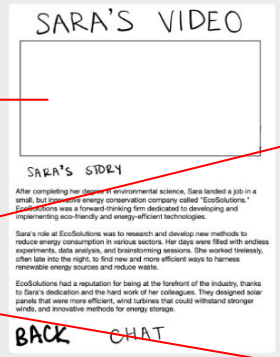 SARA'S VIDEO
SARA'S STORY
After completing her degree in environmental science, Sara landed a job in a
small, but innovative energy conservation company called "EcoSolutions."
EcoSolutions was a forward-thinking firm dedicated to developing and
implementing eco-friendly and energy-efficient technologies.
Sara's role at EcoSolutions was to research and develop new methods to
reduce energy consumption in various sectors. Her days were filled with endless
experiments, data analysis, and brainstorming sessions. She worked tirelessly,
often late into the night, to find new and more efficient ways to harness
renewable energy sources and reduce waste.
EcoSolutions had a reputation for being at the forefront of the industry, thanks
to Sara's dedication and the hard work of her colleagues. They designed solar
panels that were more efficient, wind turbines that could withstand stronger
winds, and innovative methods for energy storage.
BACK CHAT